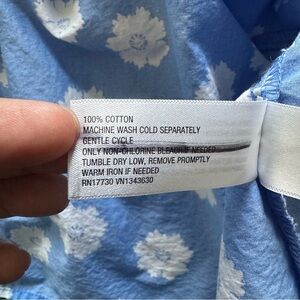 100% COTTON
MACHINE WASH COLD SEPARATELY
GENTLE CYCLE
ONLY NON-CHLORINE BLEACH IF NEEDED
TUMBLE DRY LOW, REMOVE PROMPTLY
WARM IRON IF NEEDED
RN17730 VN1343630